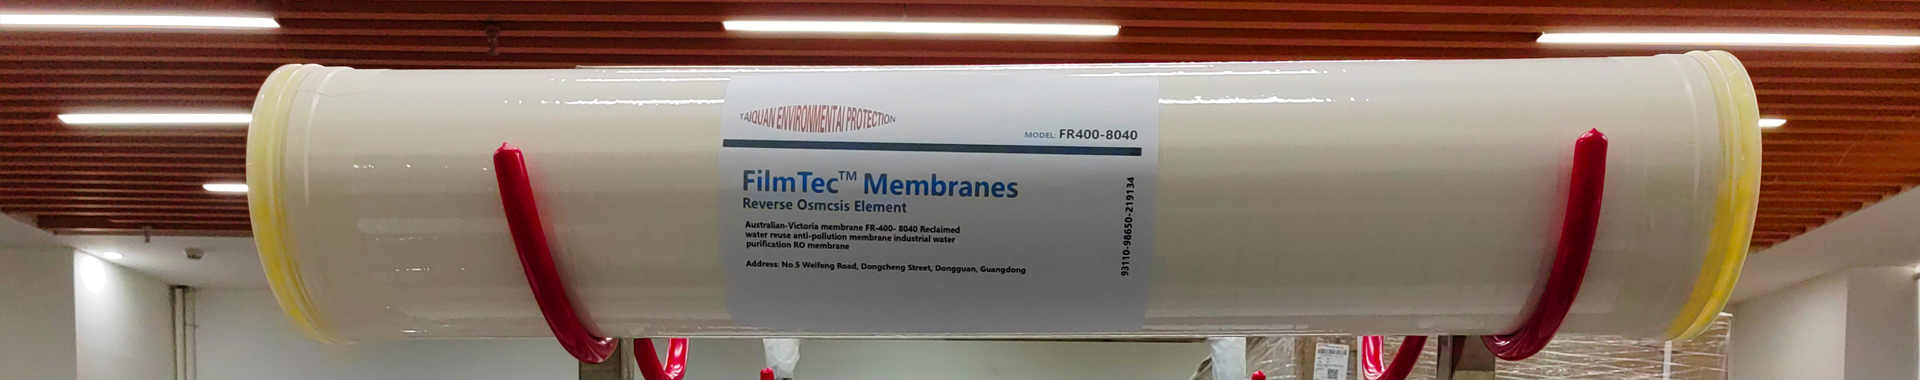 TAIQUAN ENVIRONMENTAl PROTECTION
MODEL: FR400-8040
FilmTec™ Membranes
Reverse Osmcsis Element
Australian-Victoria membrane FR-400- 8040 Reclaimed
water reuse anti-pollution membrane industrial water
purification RO membrane
Address: No.5 Weifeng Road, Dongcheng Street, Dongguan, Guangdong
93110-98650-219134